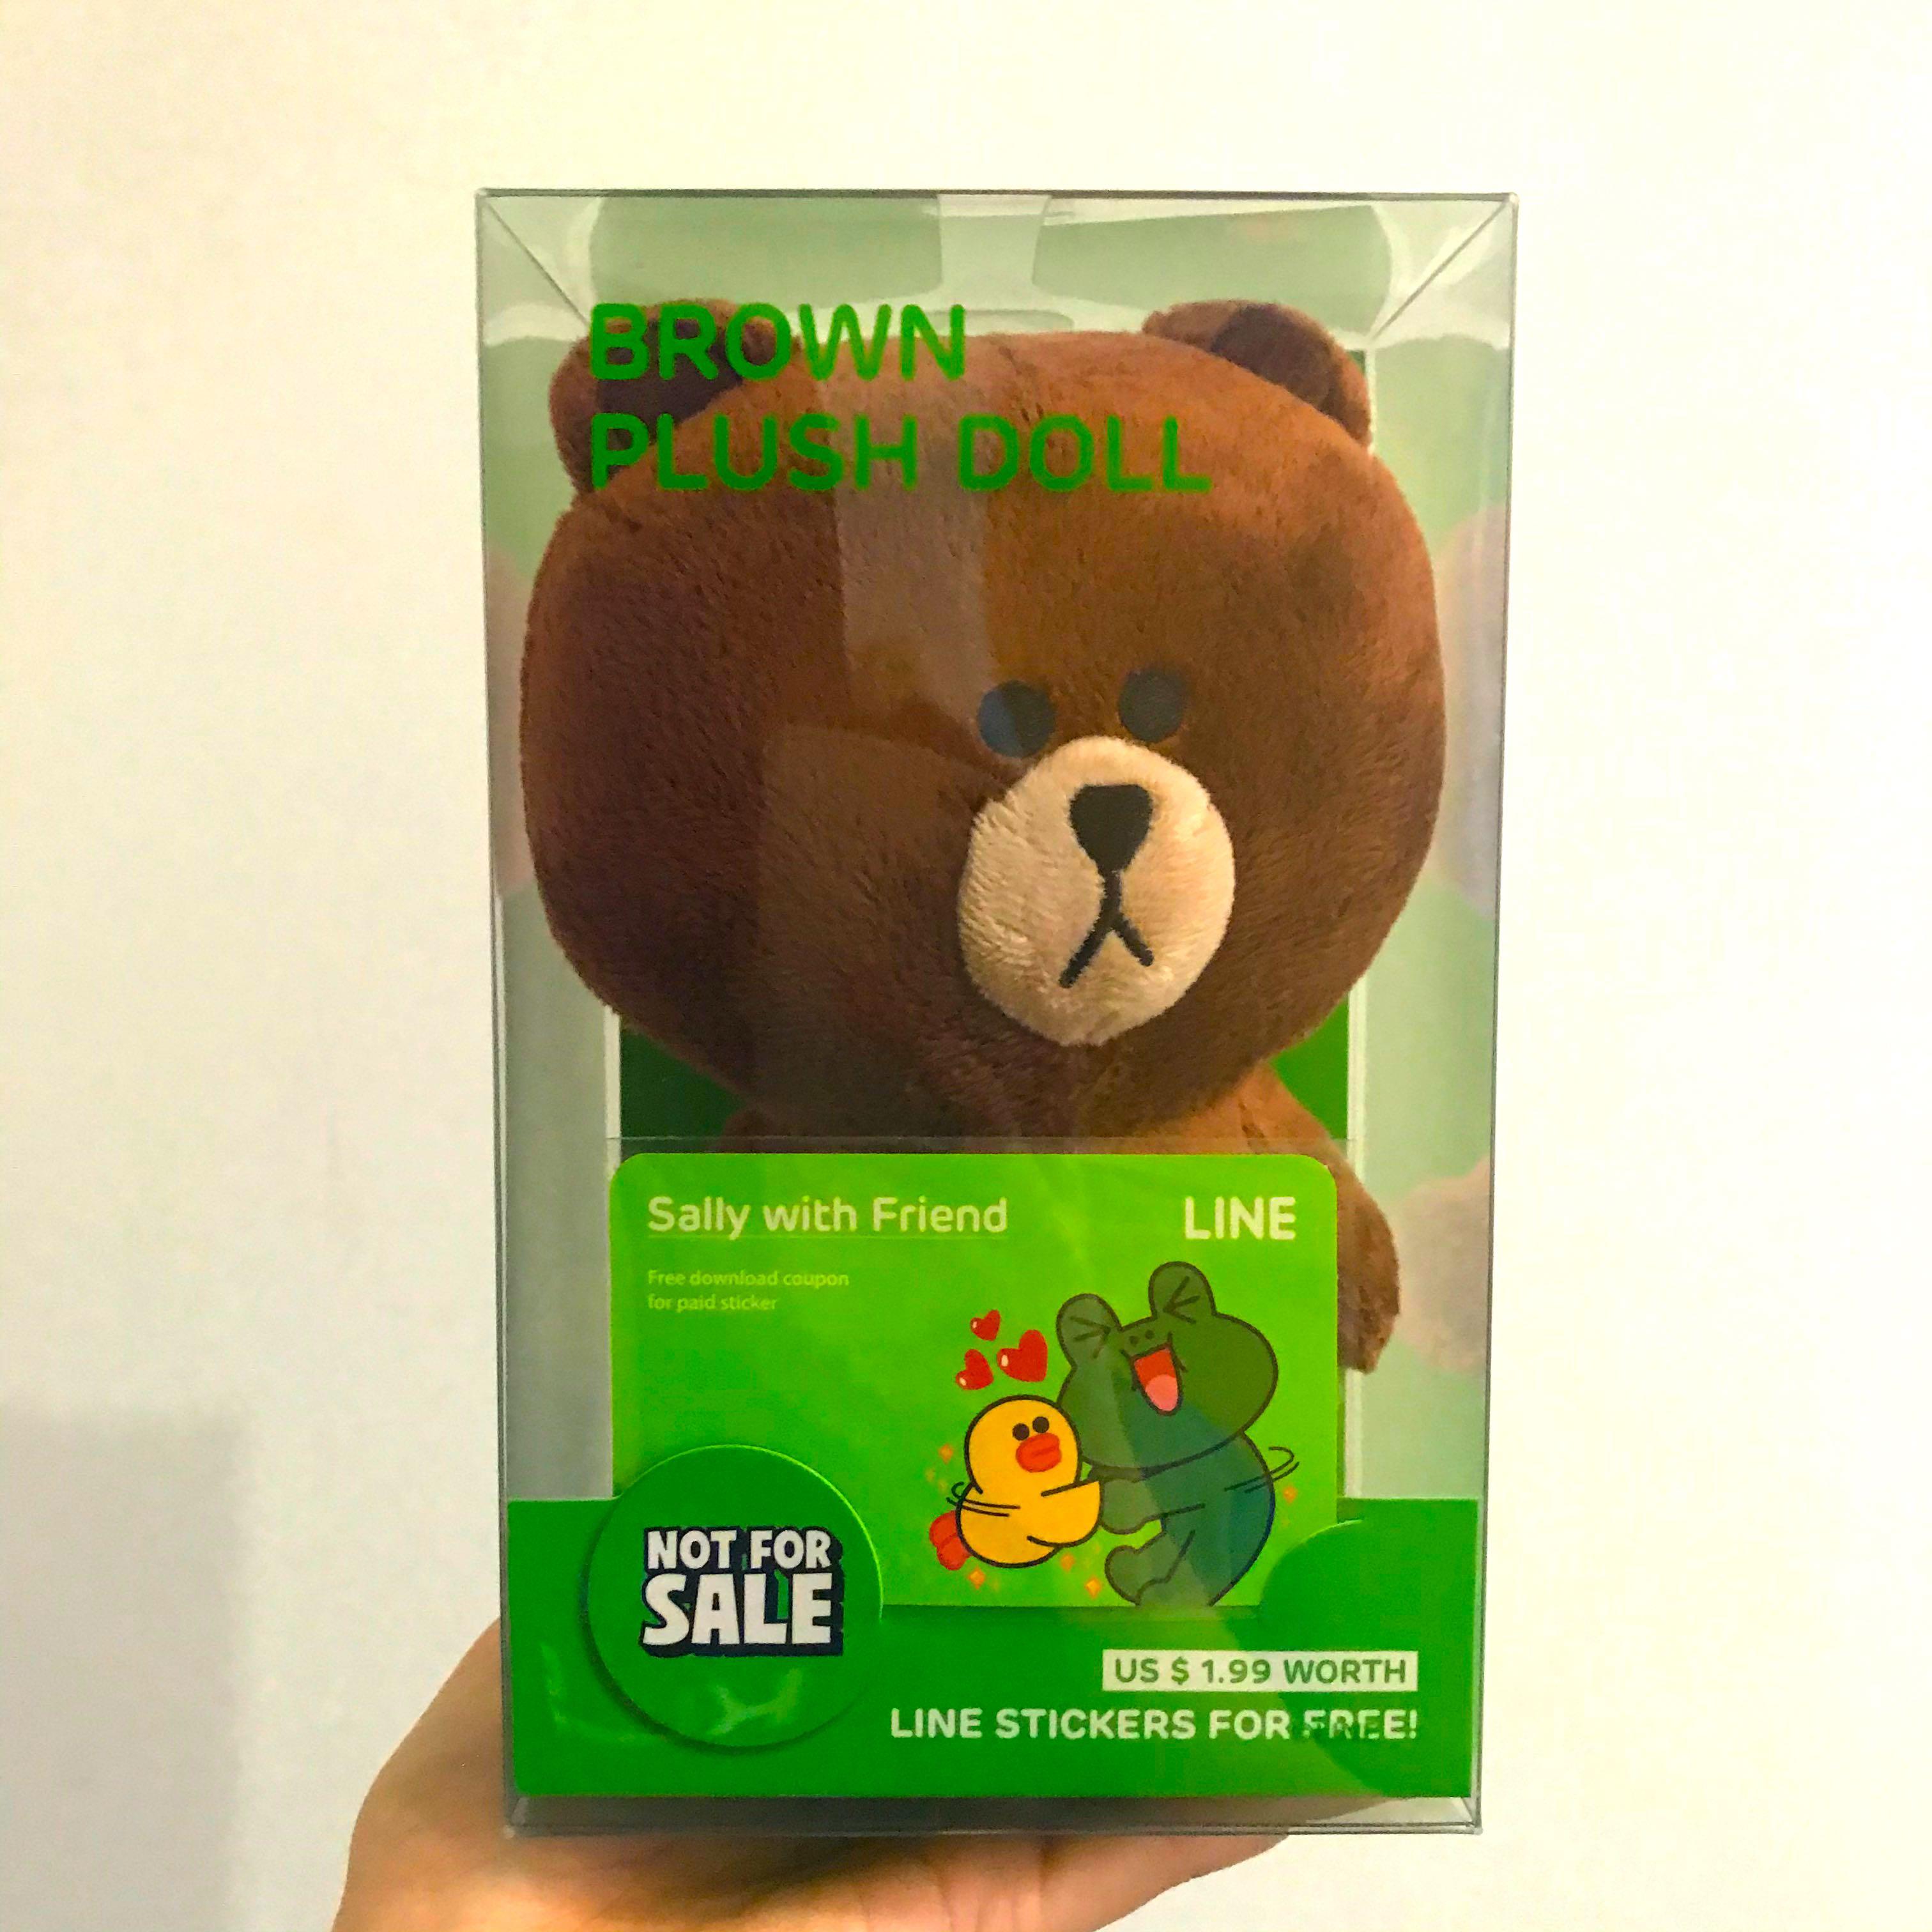 BROWN
PLUSH DOLL
Sally with Friend
LINE
Free download coupon
for paid sticker
NOT FOR
SALE
US $ 1.99 WORTH
LINE STICKERS FOR FREE!